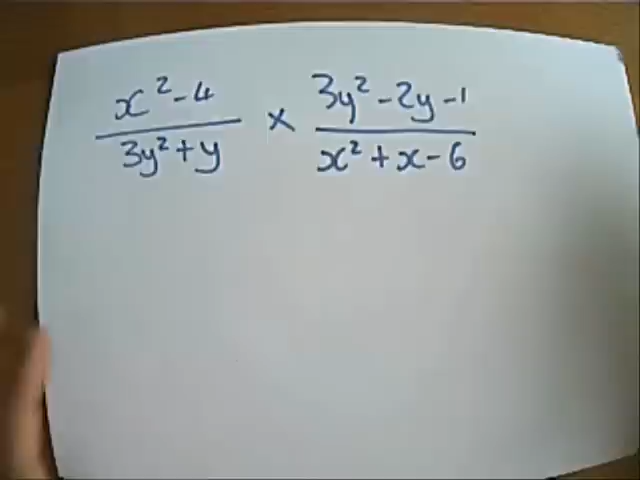 x² - 4 / 3y² + y × 3y² - 2y - 1 / x² + x - 6